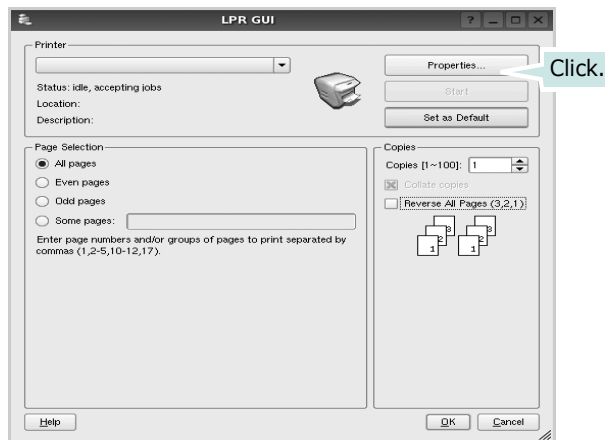 LPR GUI
Printer
Properties...
Click.
Status: idle, accepting jobs
Start
Location:
Description:
Set as Default
Page Selection
All pages
Even pages
Odd pages
Some pages:
Enter page numbers and/or groups of pages to print separated by
commas (1,2-5,10-12,17).
Copies
Copies [1~100]: 1
Collate copies
Reverse All Pages (3,2,1)
3 3
2 2
1 1
Help
OK
Cancel